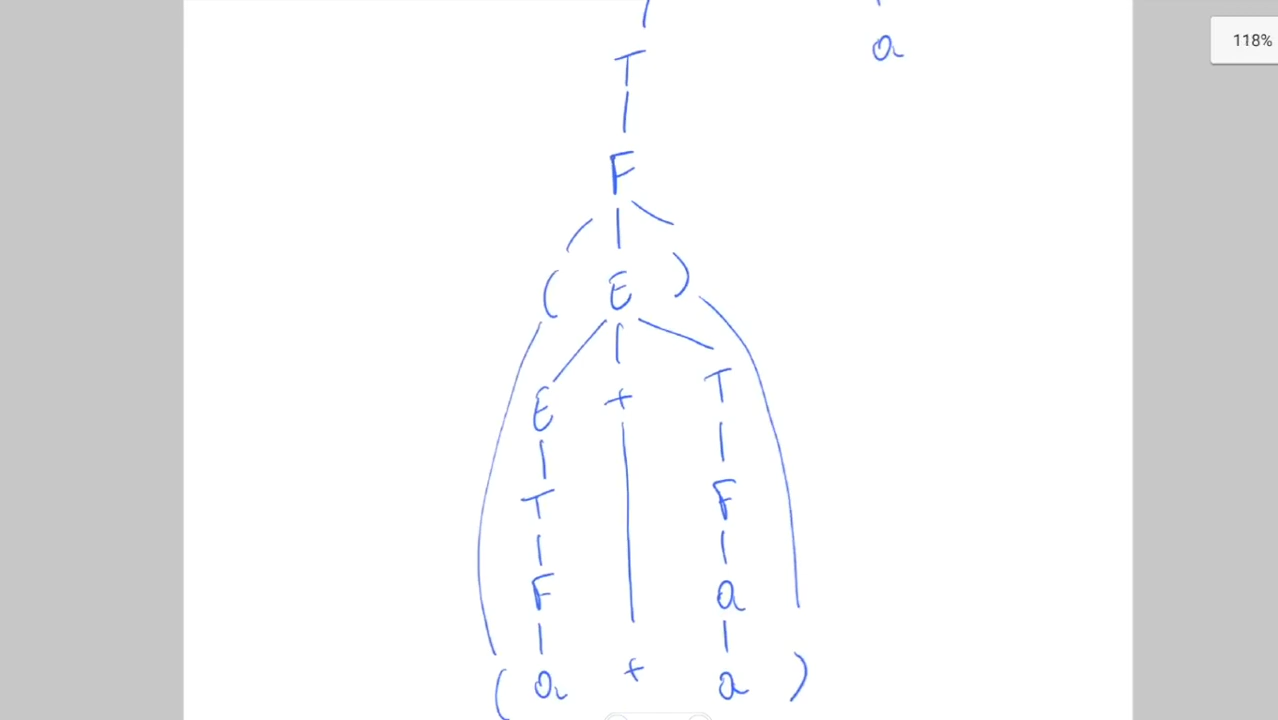 118%
a
T
F
( E )
E + T
T F
F a
( a + a )